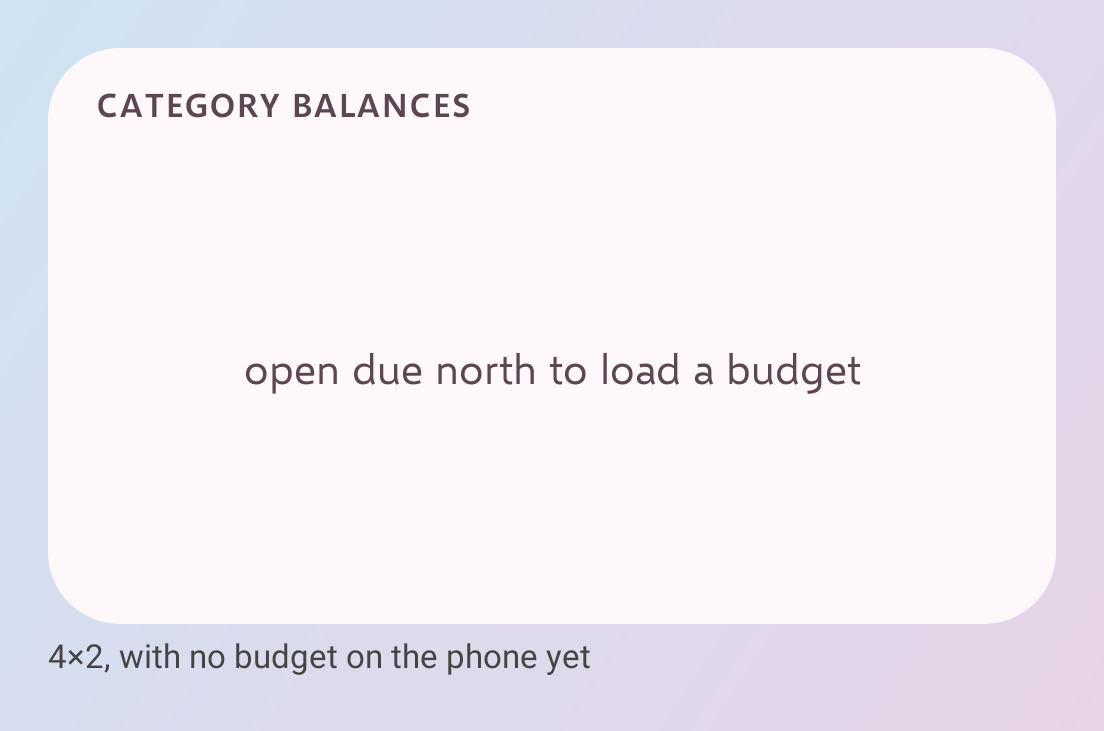 CATEGORY BALANCES
open due north to load a budget
4×2, with no budget on the phone yet